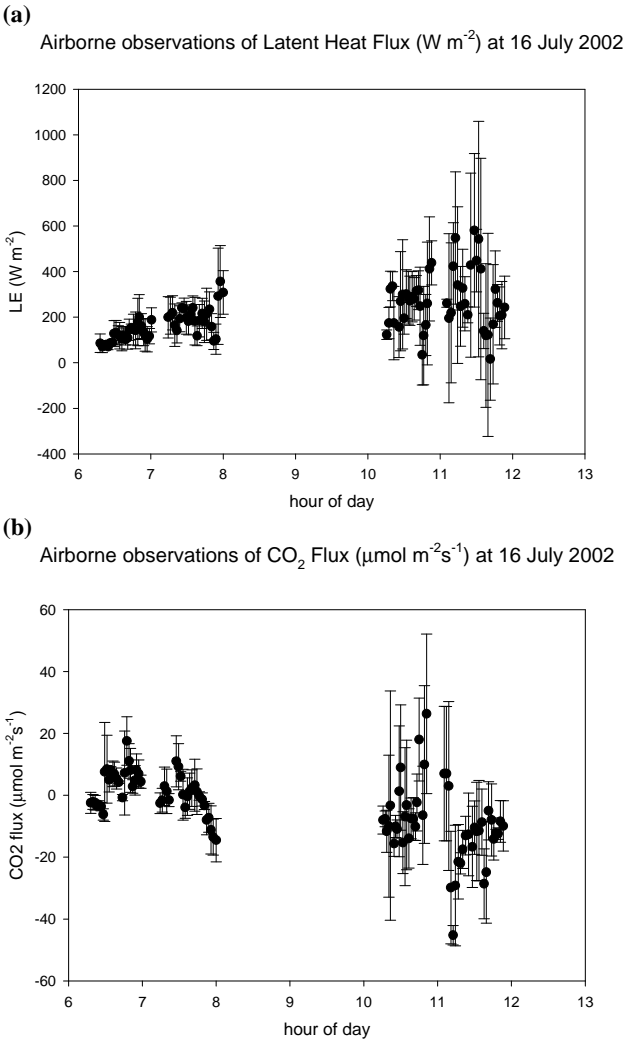 (a)
Airborne observations of Latent Heat Flux (W m-2) at 16 July 2002
1200
1000
800
600
400
200
0
-200
-400
LE (W m-2)
6 7 8 9 10 11 12 13
hour of day
(b)
Airborne observations of CO2 Flux (μmol m-2s-1) at 16 July 2002
60
40
20
0
-20
-40
-60
CO2 flux (μmol m-2s-1)
6 7 8 9 10 11 12 13
hour of day